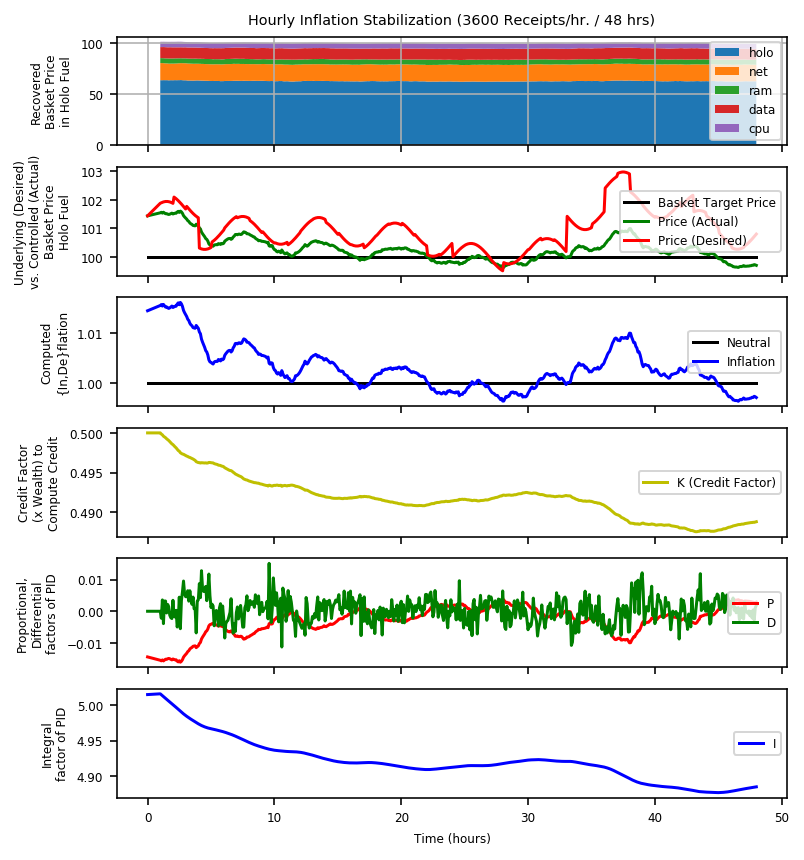 Hourly Inflation Stabilization (3600 Receipts/hr. / 48 hrs)
Recovered
Basket Price
in Holo Fuel
100
50
0
holo
net
ram
data
cpu
Underlying (Desired)
vs. Controlled (Actual)
Basket Price
Holo Fuel
103
102
101
100
Basket Target Price
Price (Actual)
Price (Desired)
Computed
{In,De}flation
1.01
1.00
Neutral
Inflation
Credit Factor
(x Wealth) to
Compute Credit
0.500
0.495
0.490
K (Credit Factor)
Proportional,
Differential
factors of PID
0.01
0.00
−0.01
P
D
Integral
factor of PID
5.00
4.95
4.90
I
0 10 20 30 40 50
Time (hours)